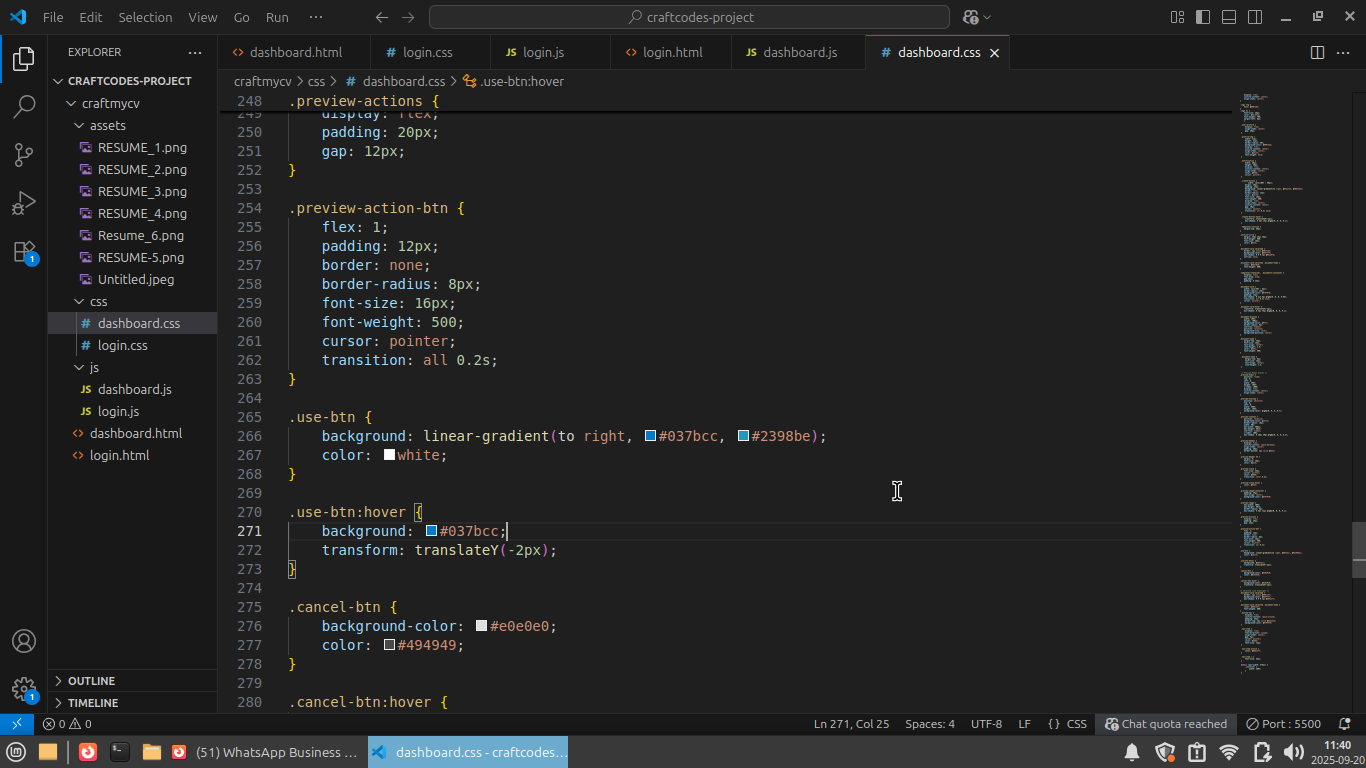 File Edit Selection View Go Run ···
craftcodes-project
EXPLORER ···
CRAFTCODES-PROJECT
craftmycv
assets
RESUME_1.png
RESUME_2.png
RESUME_3.png
RESUME_4.png
Resume_6.png
RESUME-5.png
Untitled.jpeg
css
# dashboard.css
# login.css
js
JS dashboard.js
JS login.js
<> dashboard.html
<> login.html
OUTLINE
TIMELINE
1
1
<> dashboard.html # login.css JS login.js <> login.html JS dashboard.js # dashboard.css ···
craftmycv > css > # dashboard.css > .use-btn:hover
248 .preview-actions {
249 display: flex;
250 padding: 20px;
251 gap: 12px;
252 }
253
254 .preview-action-btn {
255 flex: 1;
256 padding: 12px;
257 border: none;
258 border-radius: 8px;
259 font-size: 16px;
260 font-weight: 500;
261 cursor: pointer;
262 transition: all 0.2s;
263 }
264
265 .use-btn {
266 background: linear-gradient(to right, #037bcc, #2398be);
267 color: white;
268 }
269
270 .use-btn:hover {
271 background: #037bcc;
272 transform: translateY(-2px);
273 }
274
275 .cancel-btn {
276 background-color: #e0e0e0;
277 color: #494949;
278 }
279
280 .cancel-btn:hover {
0 0 Ln 271, Col 25 Spaces: 4 UTF-8 LF {} CSS Chat quota reached Port : 5500
(51) WhatsApp Business ... dashboard.css - craftcodes... 11:40
2025-09-20